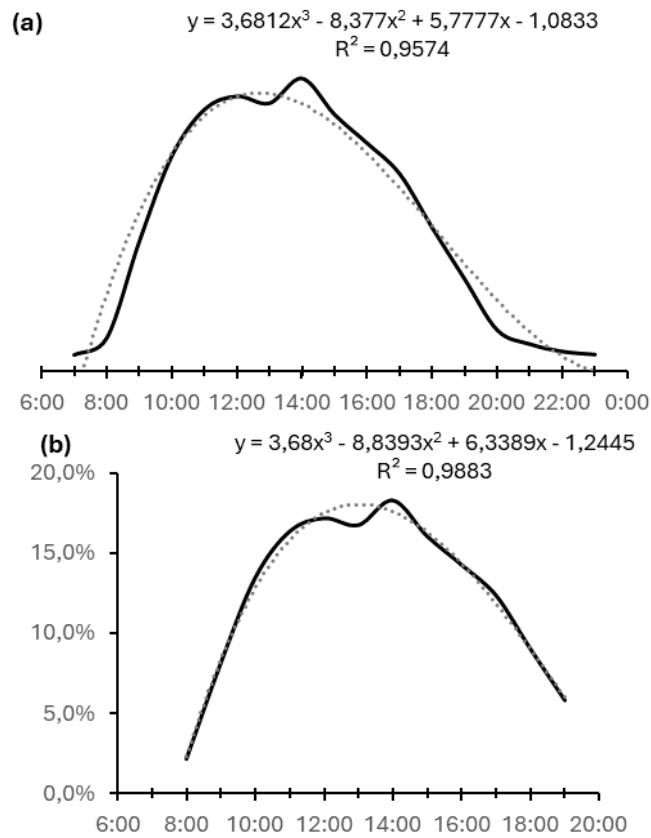 (a)
y = 3,6812x³ - 8,377x² + 5,7777x - 1,0833
R² = 0,9574
6:00 8:00 10:00 12:00 14:00 16:00 18:00 20:00 22:00 0:00
(b)
y = 3,68x³ - 8,8393x² + 6,3389x - 1,2445
R² = 0,9883
20,0%
15,0%
10,0%
5,0%
0,0%
6:00 8:00 10:00 12:00 14:00 16:00 18:00 20:00